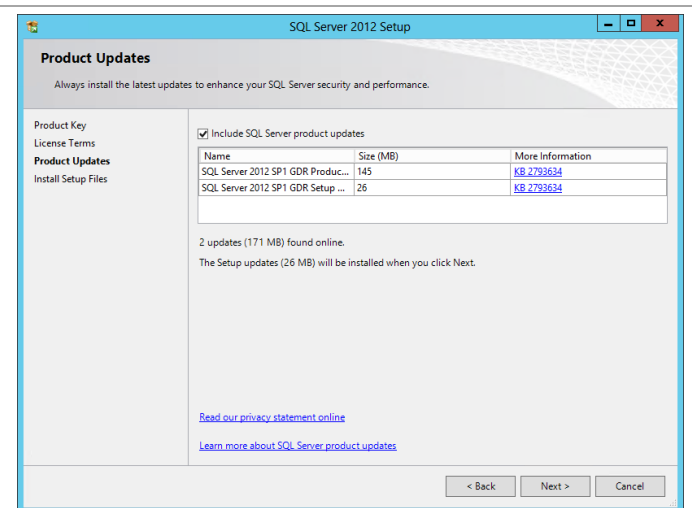 SQL Server 2012 Setup
Product Updates
Always install the latest updates to enhance your SQL Server security and performance.
Product Key
License Terms
Product Updates
Install Setup Files
Include SQL Server product updates
Name Size (MB) More Information
SQL Server 2012 SP1 GDR Produc... 145 KB 2793634
SQL Server 2012 SP1 GDR Setup ... 26 KB 2793634
2 updates (171 MB) found online.
The Setup updates (26 MB) will be installed when you click Next.
Read our privacy statement online
Learn more about SQL Server product updates
< Back Next > Cancel